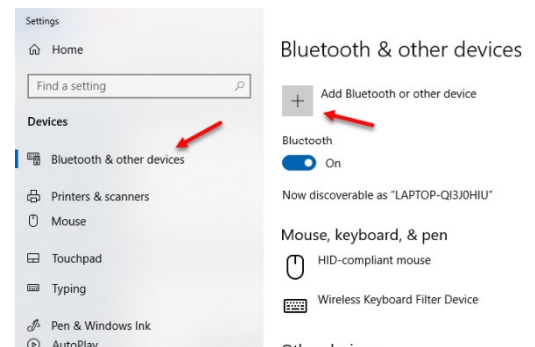 Settings
Home
Find a setting
Devices
Bluetooth & other devices
Printers & scanners
Mouse
Touchpad
Typing
Pen & Windows Ink
AutoPlay
Bluetooth & other devices
Add Bluetooth or other device
Bluetooth
On
Now discoverable as "LAPTOP-QI3J0HIU"
Mouse, keyboard, & pen
HID-compliant mouse
Wireless Keyboard Filter Device